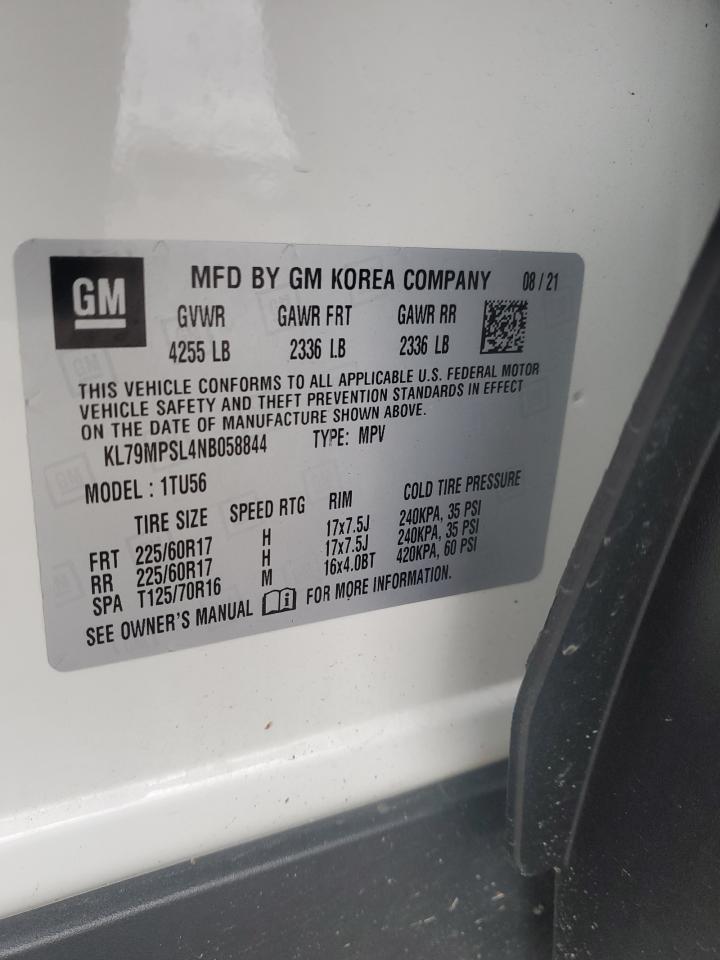 GM MFD BY GM KOREA COMPANY 08 / 21
GVWR GAWR FRT GAWR RR
4255 LB 2336 LB 2336 LB
THIS VEHICLE CONFORMS TO ALL APPLICABLE U.S. FEDERAL MOTOR
VEHICLE SAFETY AND THEFT PREVENTION STANDARDS IN EFFECT
ON THE DATE OF MANUFACTURE SHOWN ABOVE.
KL79MPSL4NB058844 TYPE: MPV
MODEL : 1TU56
TIRE SIZE SPEED RTG RIM COLD TIRE PRESSURE
FRT 225/60R17 H 17x7.5J 240KPA, 35 PSI
RR 225/60R17 H 17x7.5J 240KPA, 35 PSI
SPA T125/70R16 M 16x4.0BT 420KPA, 60 PSI
SEE OWNER'S MANUAL FOR MORE INFORMATION.